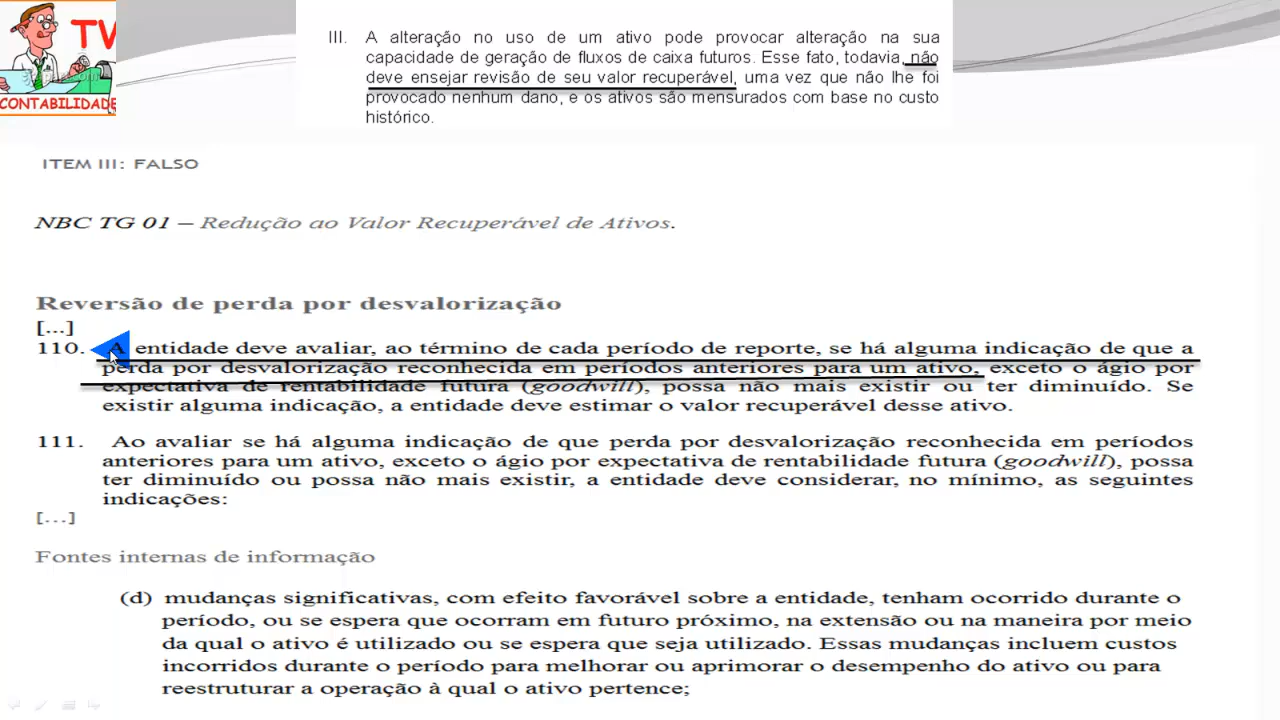 TV
CONTABILIDADE
III. A alteração no uso de um ativo pode provocar alteração na sua
capacidade de geração de fluxos de caixa futuros. Esse fato, todavia, não
deve ensejar revisão de seu valor recuperável, uma vez que não lhe foi
provocado nenhum dano, e os ativos são mensurados com base no custo
histórico.
ITEM III: FALSO
NBC TG 01 – Redução ao Valor Recuperável de Ativos.
Reversão de perda por desvalorização
[...]
110. A entidade deve avaliar, ao término de cada período de reporte, se há alguma indicação de que a
perda por desvalorização reconhecida em períodos anteriores para um ativo, exceto o ágio por
expectativa de rentabilidade futura (goodwill), possa não mais existir ou ter diminuído. Se
existir alguma indicação, a entidade deve estimar o valor recuperável desse ativo.
111. Ao avaliar se há alguma indicação de que perda por desvalorização reconhecida em períodos
anteriores para um ativo, exceto o ágio por expectativa de rentabilidade futura (goodwill), possa
ter diminuído ou possa não mais existir, a entidade deve considerar, no mínimo, as seguintes
indicações:
[...]
Fontes internas de informação
(d) mudanças significativas, com efeito favorável sobre a entidade, tenham ocorrido durante o
período, ou se espera que ocorram em futuro próximo, na extensão ou na maneira por meio
da qual o ativo é utilizado ou se espera que seja utilizado. Essas mudanças incluem custos
incorridos durante o período para melhorar ou aprimorar o desempenho do ativo ou para
reestruturar a operação à qual o ativo pertence;